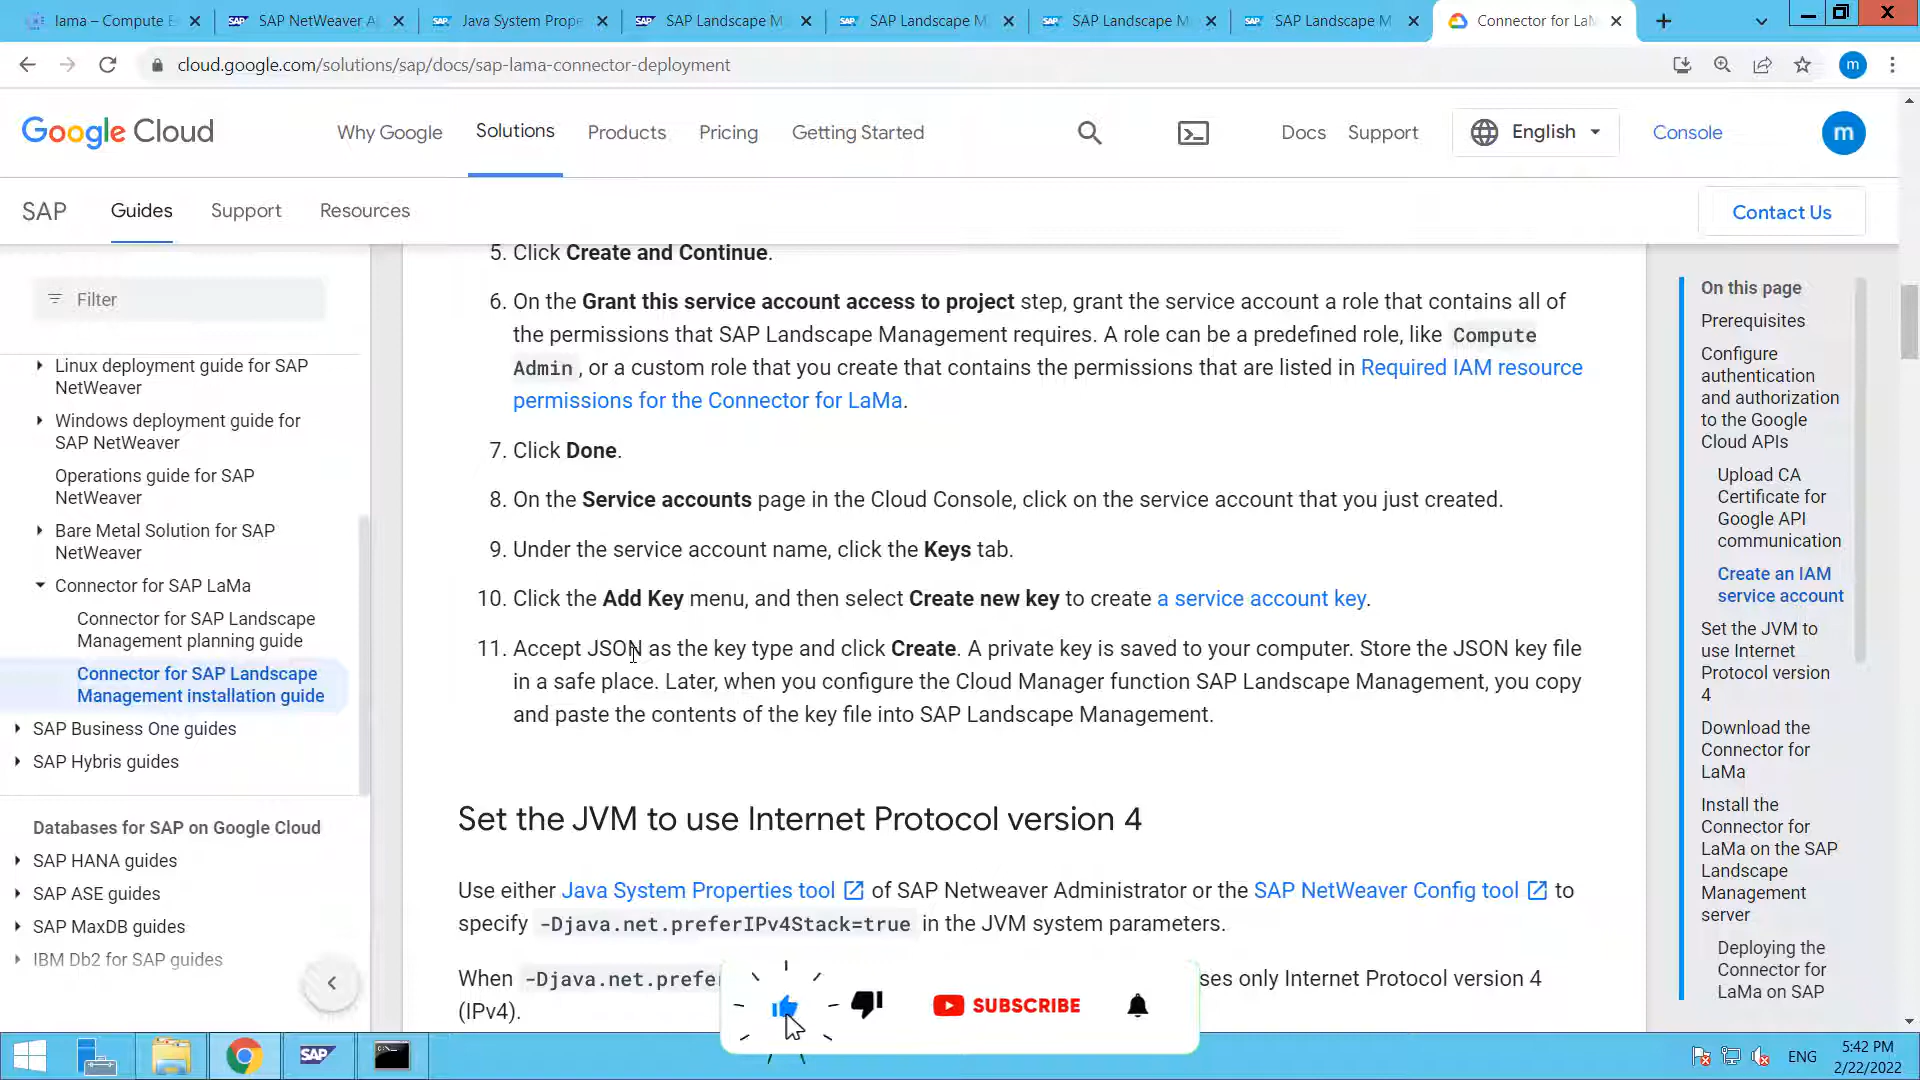 lama – Compute E
SAP NetWeaver A
Java System Prope
SAP Landscape M
SAP Landscape M
SAP Landscape M
SAP Landscape M
Connector for LaM
cloud.google.com/solutions/sap/docs/sap-lama-connector-deployment
m
Google Cloud
Why Google
Solutions
Products
Pricing
Getting Started
Docs
Support
English
Console
m
SAP
Guides
Support
Resources
Contact Us
Filter
Linux deployment guide for SAP
NetWeaver
Windows deployment guide for
SAP NetWeaver
Operations guide for SAP
NetWeaver
Bare Metal Solution for SAP
NetWeaver
Connector for SAP LaMa
Connector for SAP Landscape
Management planning guide
Connector for SAP Landscape
Management installation guide
SAP Business One guides
SAP Hybris guides
Databases for SAP on Google Cloud
SAP HANA guides
SAP ASE guides
SAP MaxDB guides
IBM Db2 for SAP guides
5. Click Create and Continue.
6. On the Grant this service account access to project step, grant the service account a role that contains all of
the permissions that SAP Landscape Management requires. A role can be a predefined role, like Compute
Admin, or a custom role that you create that contains the permissions that are listed in Required IAM resource
permissions for the Connector for LaMa.
7. Click Done.
8. On the Service accounts page in the Cloud Console, click on the service account that you just created.
9. Under the service account name, click the Keys tab.
10. Click the Add Key menu, and then select Create new key to create a service account key.
11. Accept JSON as the key type and click Create. A private key is saved to your computer. Store the JSON key file
in a safe place. Later, when you configure the Cloud Manager function SAP Landscape Management, you copy
and paste the contents of the key file into SAP Landscape Management.
Set the JVM to use Internet Protocol version 4
Use either Java System Properties tool of SAP Netweaver Administrator or the SAP NetWeaver Config tool to
specify -Djava.net.preferIPv4Stack=true in the JVM system parameters.
When -Djava.net.prefe ses only Internet Protocol version 4
(IPv4).
SUBSCRIBE
On this page
Prerequisites
Configure
authentication
and authorization
to the Google
Cloud APIs
Upload CA
Certificate for
Google API
communication
Create an IAM
service account
Set the JVM to
use Internet
Protocol version
4
Download the
Connector for
LaMa
Install the
Connector for
LaMa on the SAP
Landscape
Management
server
Deploying the
Connector for
LaMa on SAP
SAP
ENG
5:42 PM
2/22/2022